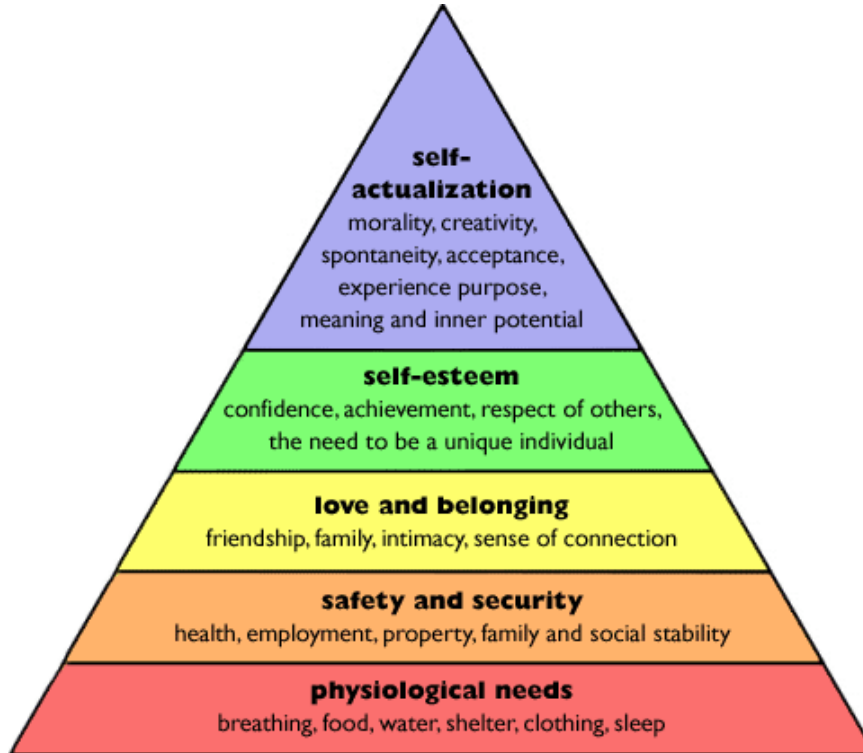 self-
actualization
morality, creativity,
spontaneity, acceptance,
experience purpose,
meaning and inner potential
self-esteem
confidence, achievement, respect of others,
the need to be a unique individual
love and belonging
friendship, family, intimacy, sense of connection
safety and security
health, employment, property, family and social stability
physiological needs
breathing, food, water, shelter, clothing, sleep